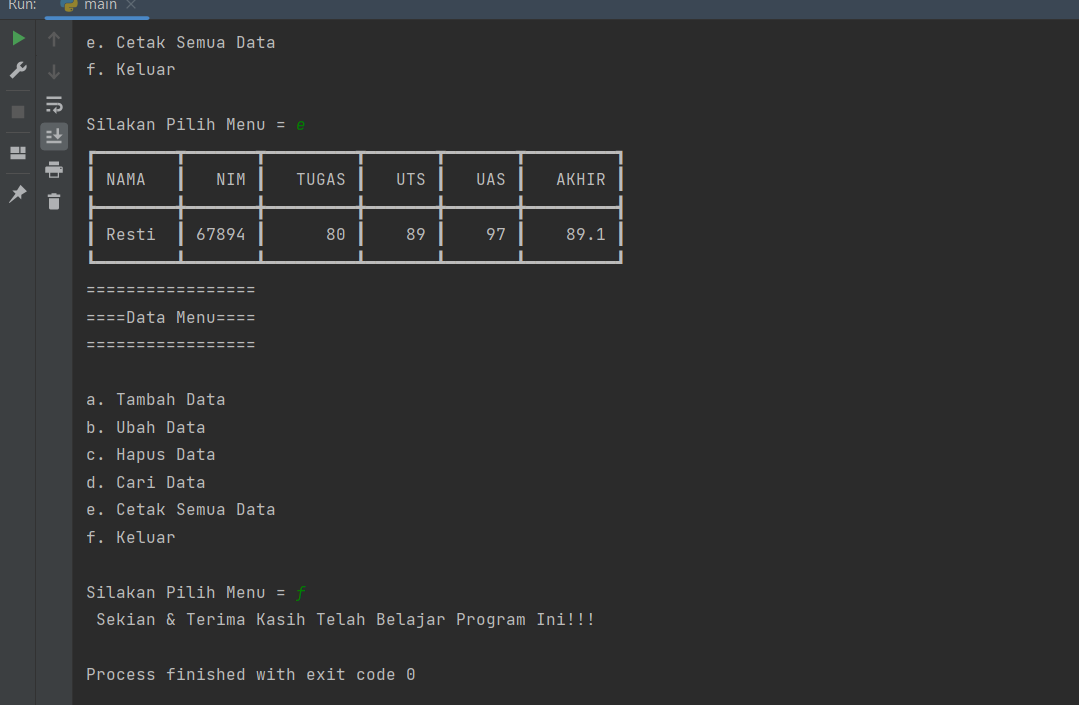 Run: main
e. Cetak Semua Data
f. Keluar
Silakan Pilih Menu = e
NAMA NIM TUGAS UTS UAS AKHIR
Resti 67894 80 89 97 89.1
=================
====Data Menu====
=================
a. Tambah Data
b. Ubah Data
c. Hapus Data
d. Cari Data
e. Cetak Semua Data
f. Keluar
Silakan Pilih Menu = f
Sekian & Terima Kasih Telah Belajar Program Ini!!!
Process finished with exit code 0